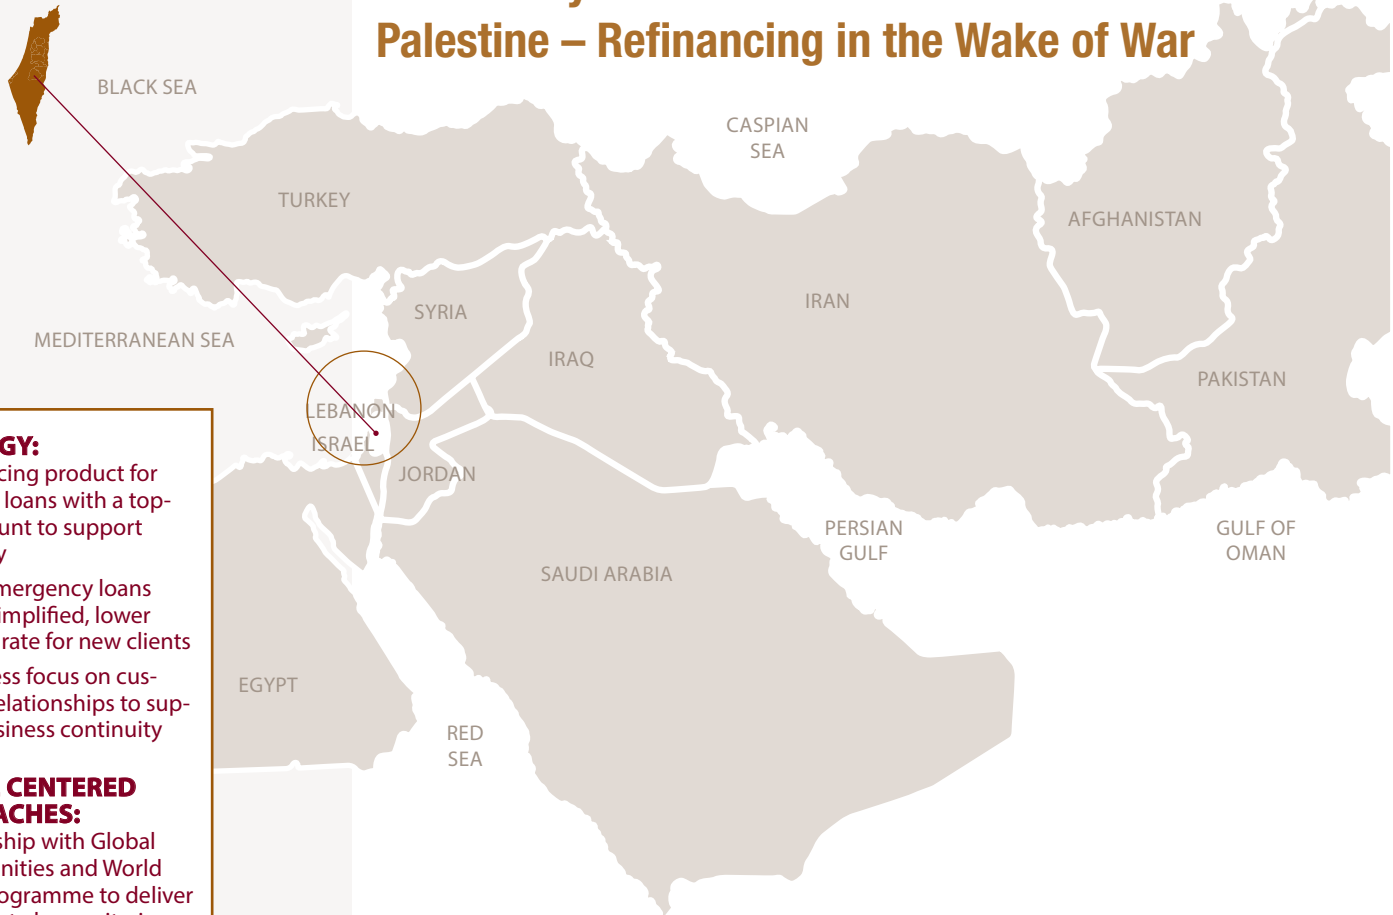 Palestine – Refinancing in the Wake of War
BLACK SEA
CASPIAN
SEA
TURKEY
AFGHANISTAN
SYRIA
IRAN
MEDITERRANEAN SEA
IRAQ
PAKISTAN
LEBANON
ISRAEL
JORDAN
PERSIAN
GULF
GULF OF
OMAN
SAUDI ARABIA
EGYPT
RED
SEA
GY:
cing product for
loans with a top-
unt to support
y
mergency loans
implified, lower
rate for new clients
ess focus on cus-
elationships to sup-
siness continuity
CENTERED
ACHES:
ship with Global
nities and World
ogramme to deliver